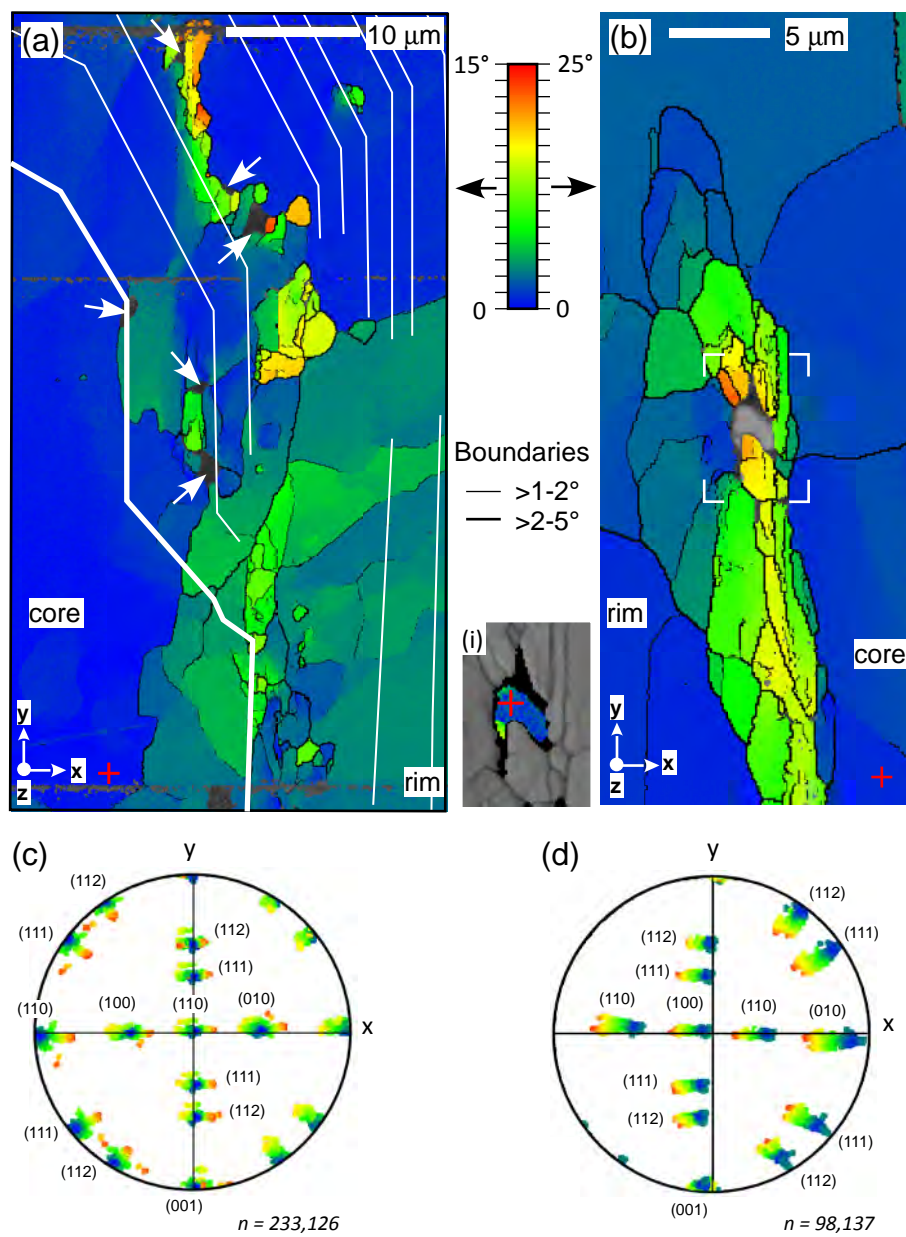 (a)
10 µm
15°
25°
(b)
5 µm
0
0
Boundaries
>1-2°
>2-5°
core
rim
y
x
z
(i)
rim
core
y
x
z
(c)
y
(112)
(111)
(110)
(100)
(110)
(010)
(112)
(111)
x
(111)
(112)
(111)
(112)
(001)
n = 233,126
(d)
y
(112)
(111)
(112)
(111)
(110)
(100)
(110)
(010)
x
(111)
(112)
(111)
(112)
(001)
n = 98,137